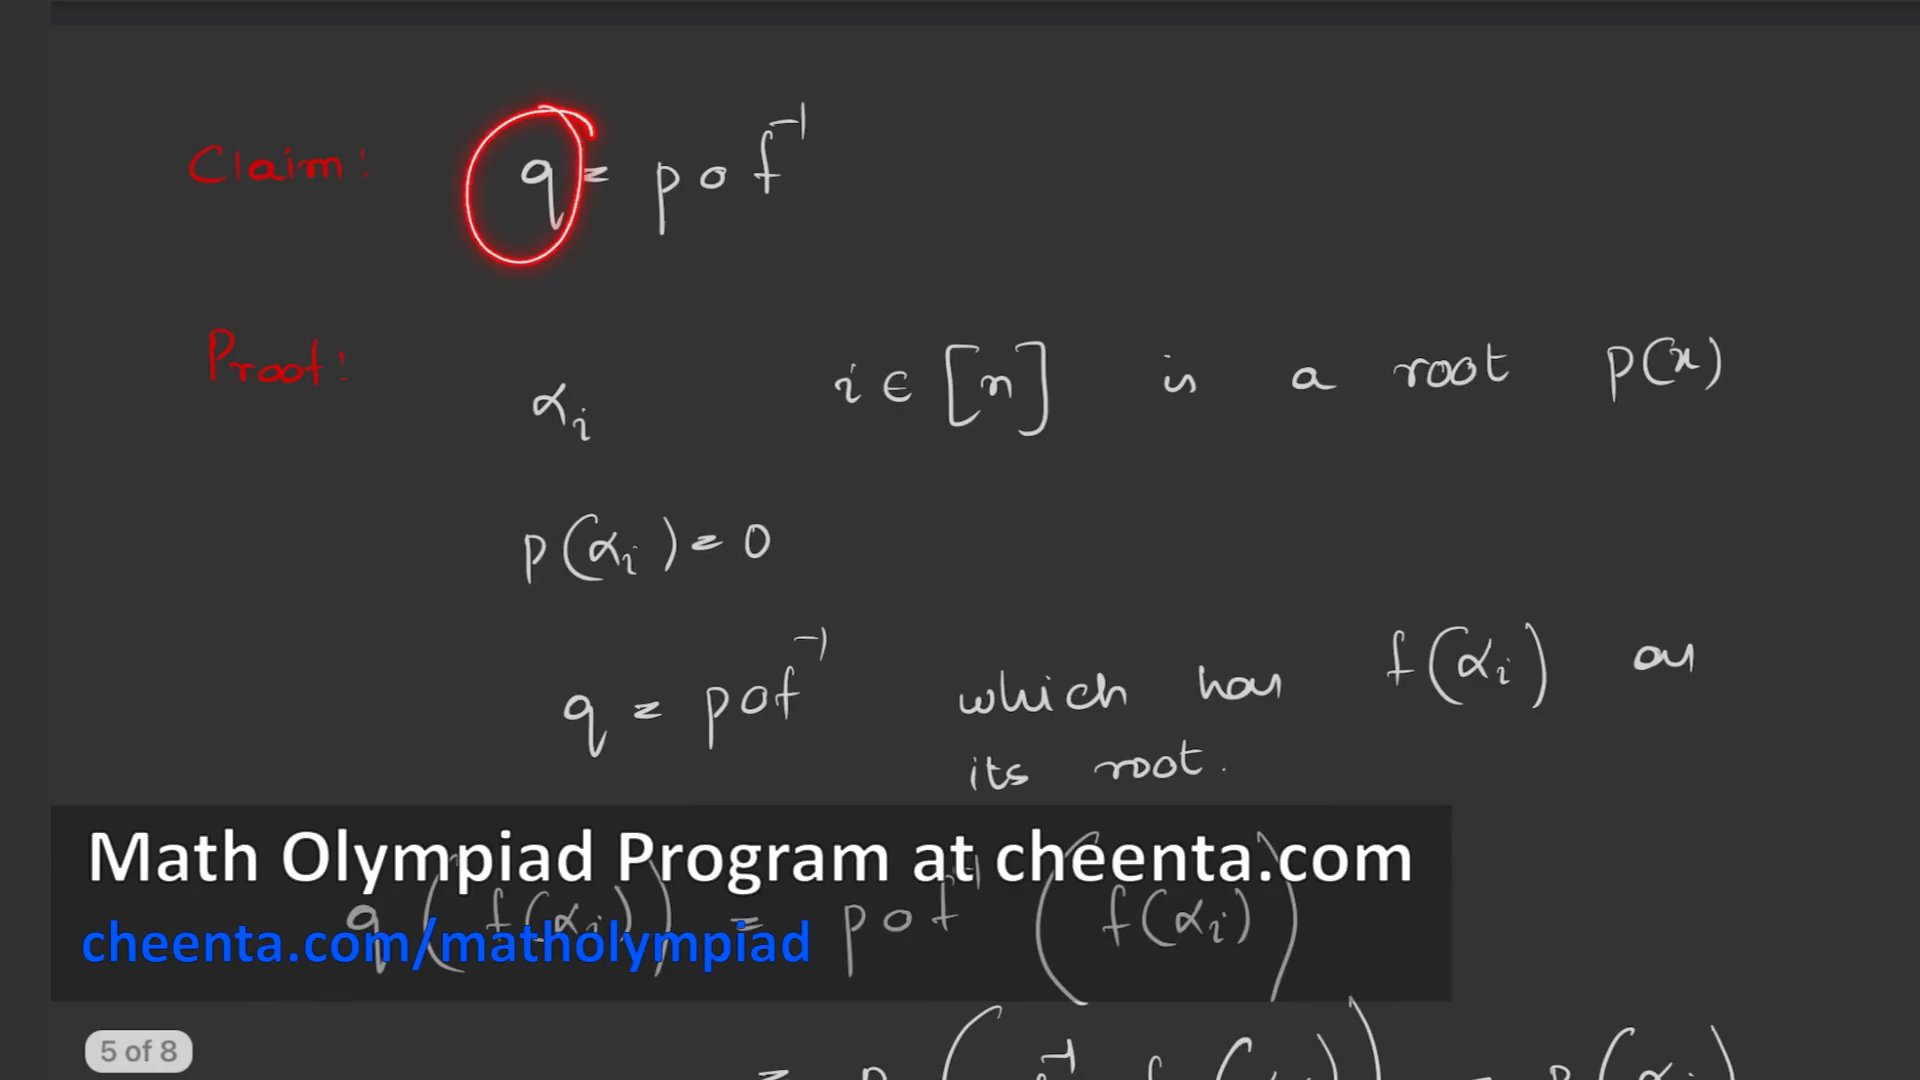 Claim: q = p o f⁻¹
Proof: αᵢ i ∈ [n] is a root p(x)
p(αᵢ) = 0
q = pof⁻¹ which has f(αᵢ) as
its root.
Math Olympiad Program at cheenta.com
q(f(αᵢ)) = p o f⁻¹(f(αᵢ))
cheenta.com/matholympiad
5 of 8